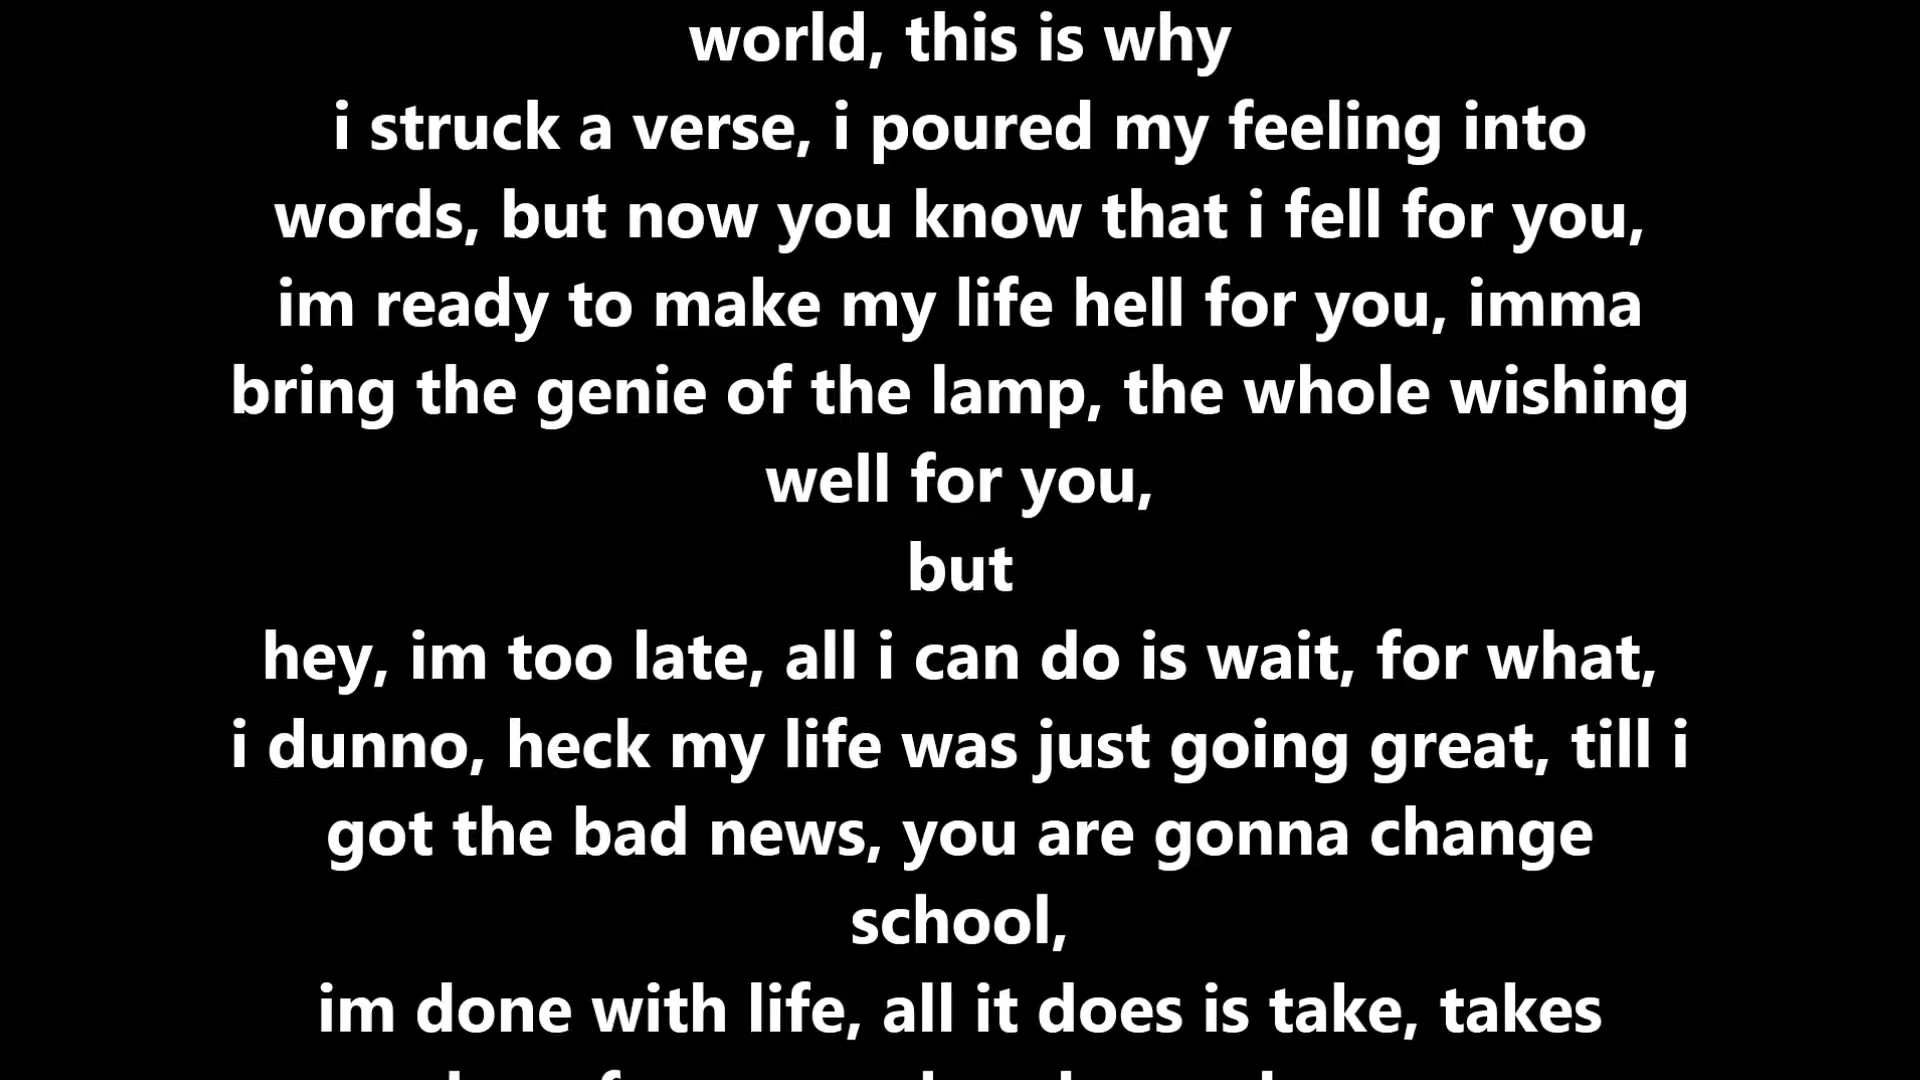 world, this is why
i struck a verse, i poured my feeling into
words, but now you know that i fell for you,
im ready to make my life hell for you, imma
bring the genie of the lamp, the whole wishing
well for you,
but
hey, im too late, all i can do is wait, for what,
i dunno, heck my life was just going great, till i
got the bad news, you are gonna change
school,
im done with life, all it does is take, takes